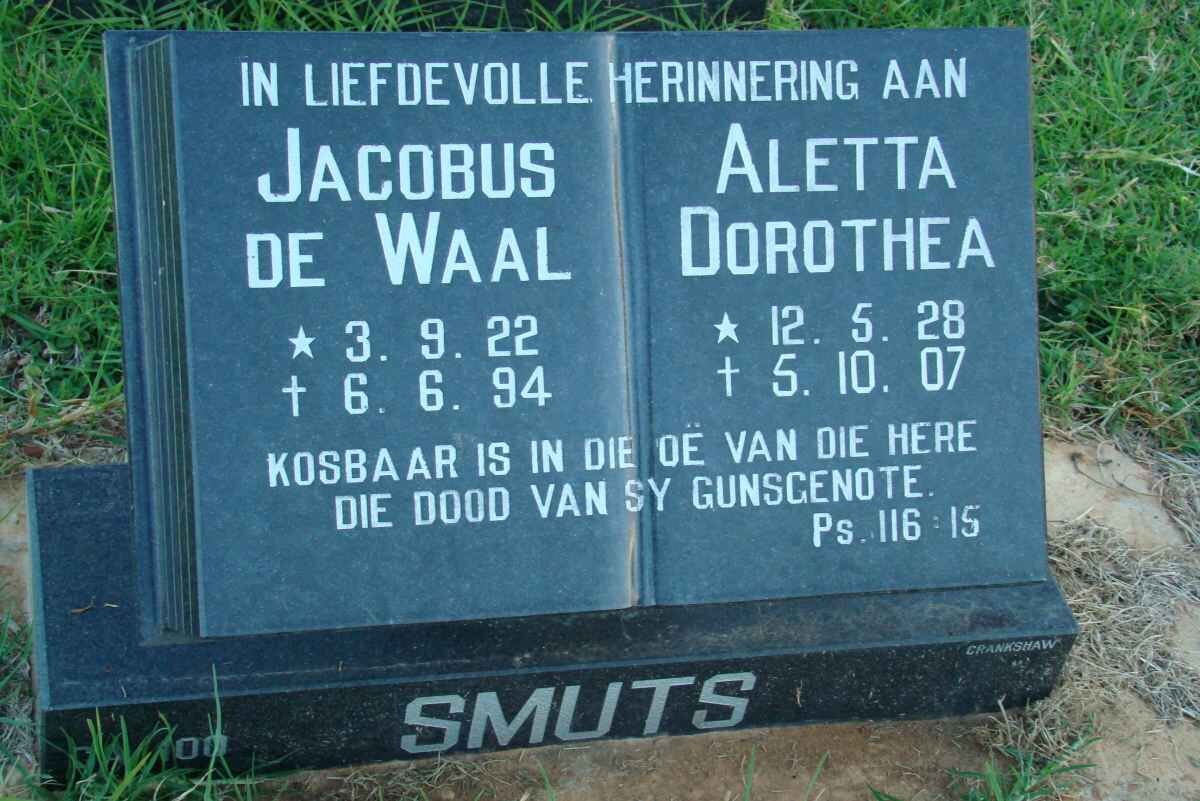 IN LIEFDEVOLLE HERINNERING AAN
JACOBUS
DE WAAL
★ 3. 9. 22
† 6. 6. 94
ALETTA
DOROTHEA
★ 12. 5. 28
† 5. 10. 07
KOSBAAR IS IN DIE OË VAN DIE HERE
DIE DOOD VAN SY GUNSGENOTE.
PS. 116:15
CRANKSHAW
SMUTS